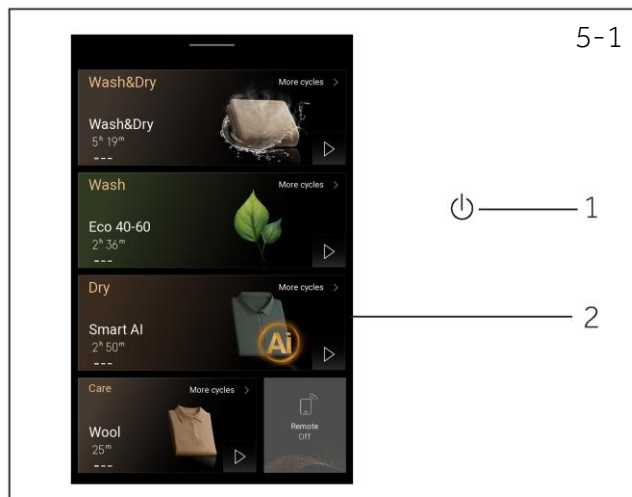 5-1
Wash&Dry
More cycles >
Wash&Dry
5ʰ 19ᵐ
---
Wash
More cycles >
Eco 40-60
2ʰ 36ᵐ
---
1
Dry
More cycles >
Smart AI
2ʰ 50ᵐ
---
Ai
2
Care
More cycles >
Wool
25ᵐ
---
Remote
Off